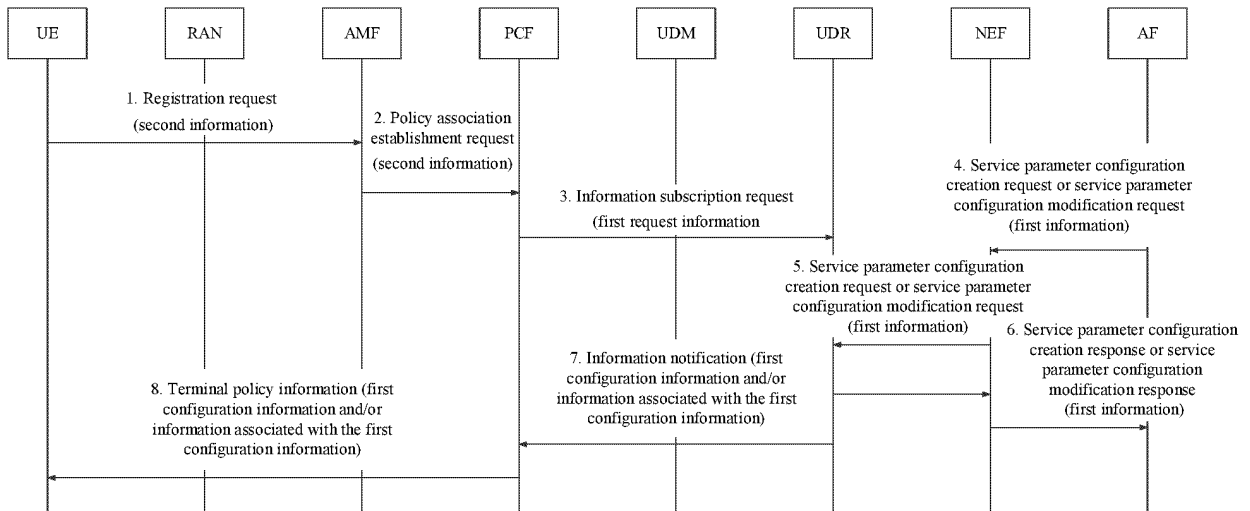 UE
RAN
AMF
PCF
UDM
UDR
NEF
AF
1. Registration request
(second information)
2. Policy association
establishment request
(second information)
3. Information subscription request
(first request information
4. Service parameter configuration
creation request or service parameter
configuration modification request
(first information)
5. Service parameter configuration
creation request or service parameter
configuration modification request
(first information)
6. Service parameter configuration
creation response or service
parameter configuration
modification response
(first information)
7. Information notification (first
configuration information and/or
information associated with the first
configuration information)
8. Terminal policy information (first
configuration information and/or
information associated with the first
configuration information)